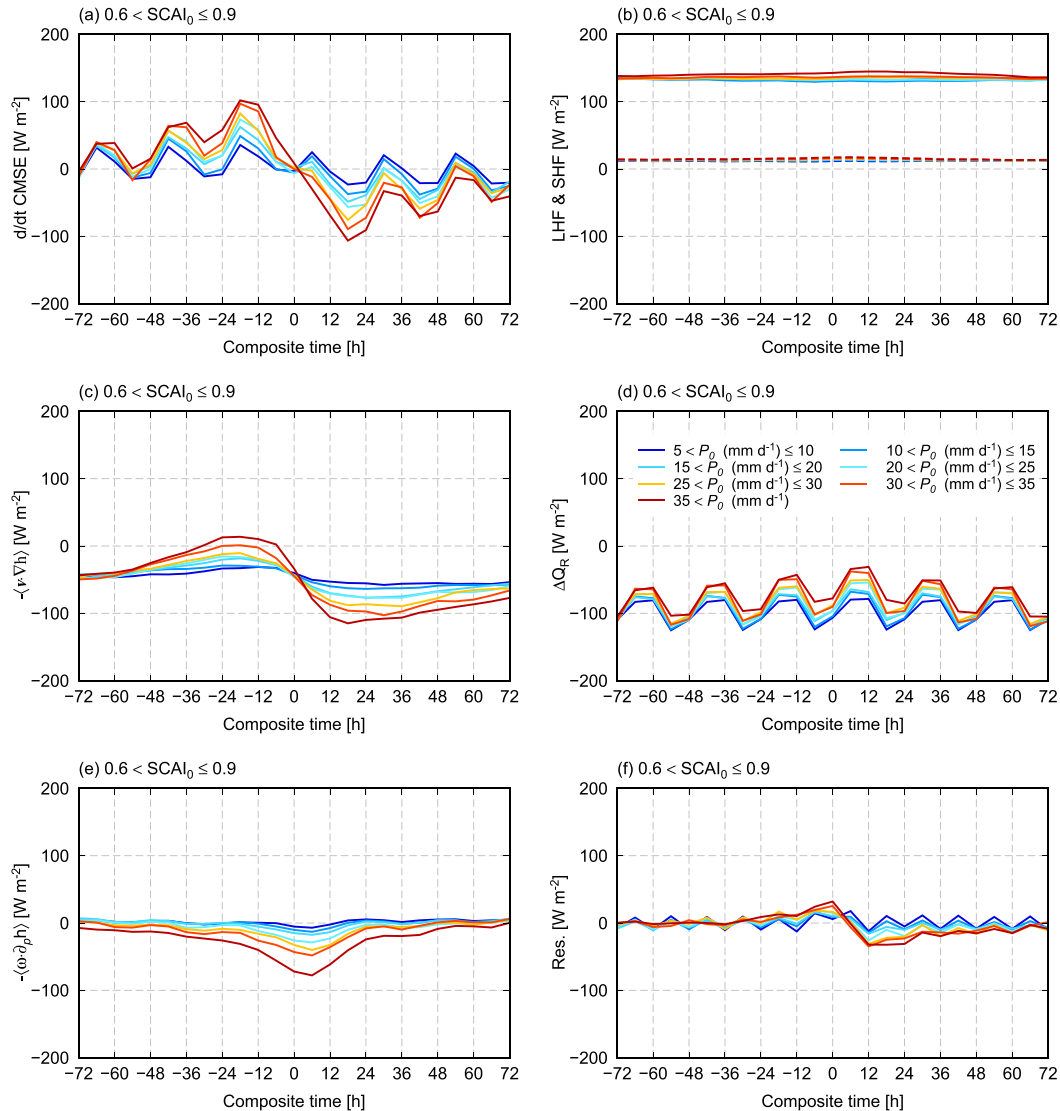 (a) 0.6 < SCAI₀ ≤ 0.9
200
100
0
−100
−200
d/dt CMSE [W m⁻²]
−72 −60 −48 −36 −24 −12 0 12 24 36 48 60 72
Composite time [h]
(b) 0.6 < SCAI₀ ≤ 0.9
200
100
0
−100
−200
LHF & SHF [W m⁻²]
−72 −60 −48 −36 −24 −12 0 12 24 36 48 60 72
Composite time [h]
(c) 0.6 < SCAI₀ ≤ 0.9
200
100
0
−100
−200
-⟨v·∇h⟩ [W m⁻²]
−72 −60 −48 −36 −24 −12 0 12 24 36 48 60 72
Composite time [h]
(d) 0.6 < SCAI₀ ≤ 0.9
5 < P₀ (mm d⁻¹) ≤ 10 10 < P₀ (mm d⁻¹) ≤ 15
15 < P₀ (mm d⁻¹) ≤ 20 20 < P₀ (mm d⁻¹) ≤ 25
25 < P₀ (mm d⁻¹) ≤ 30 30 < P₀ (mm d⁻¹) ≤ 35
35 < P₀ (mm d⁻¹)
200
100
0
−100
−200
ΔQ_R [W m⁻²]
−72 −60 −48 −36 −24 −12 0 12 24 36 48 60 72
Composite time [h]
(e) 0.6 < SCAI₀ ≤ 0.9
200
100
0
−100
−200
-⟨ω·∂ₚh⟩ [W m⁻²]
−72 −60 −48 −36 −24 −12 0 12 24 36 48 60 72
Composite time [h]
(f) 0.6 < SCAI₀ ≤ 0.9
200
100
0
−100
−200
Res. [W m⁻²]
−72 −60 −48 −36 −24 −12 0 12 24 36 48 60 72
Composite time [h]